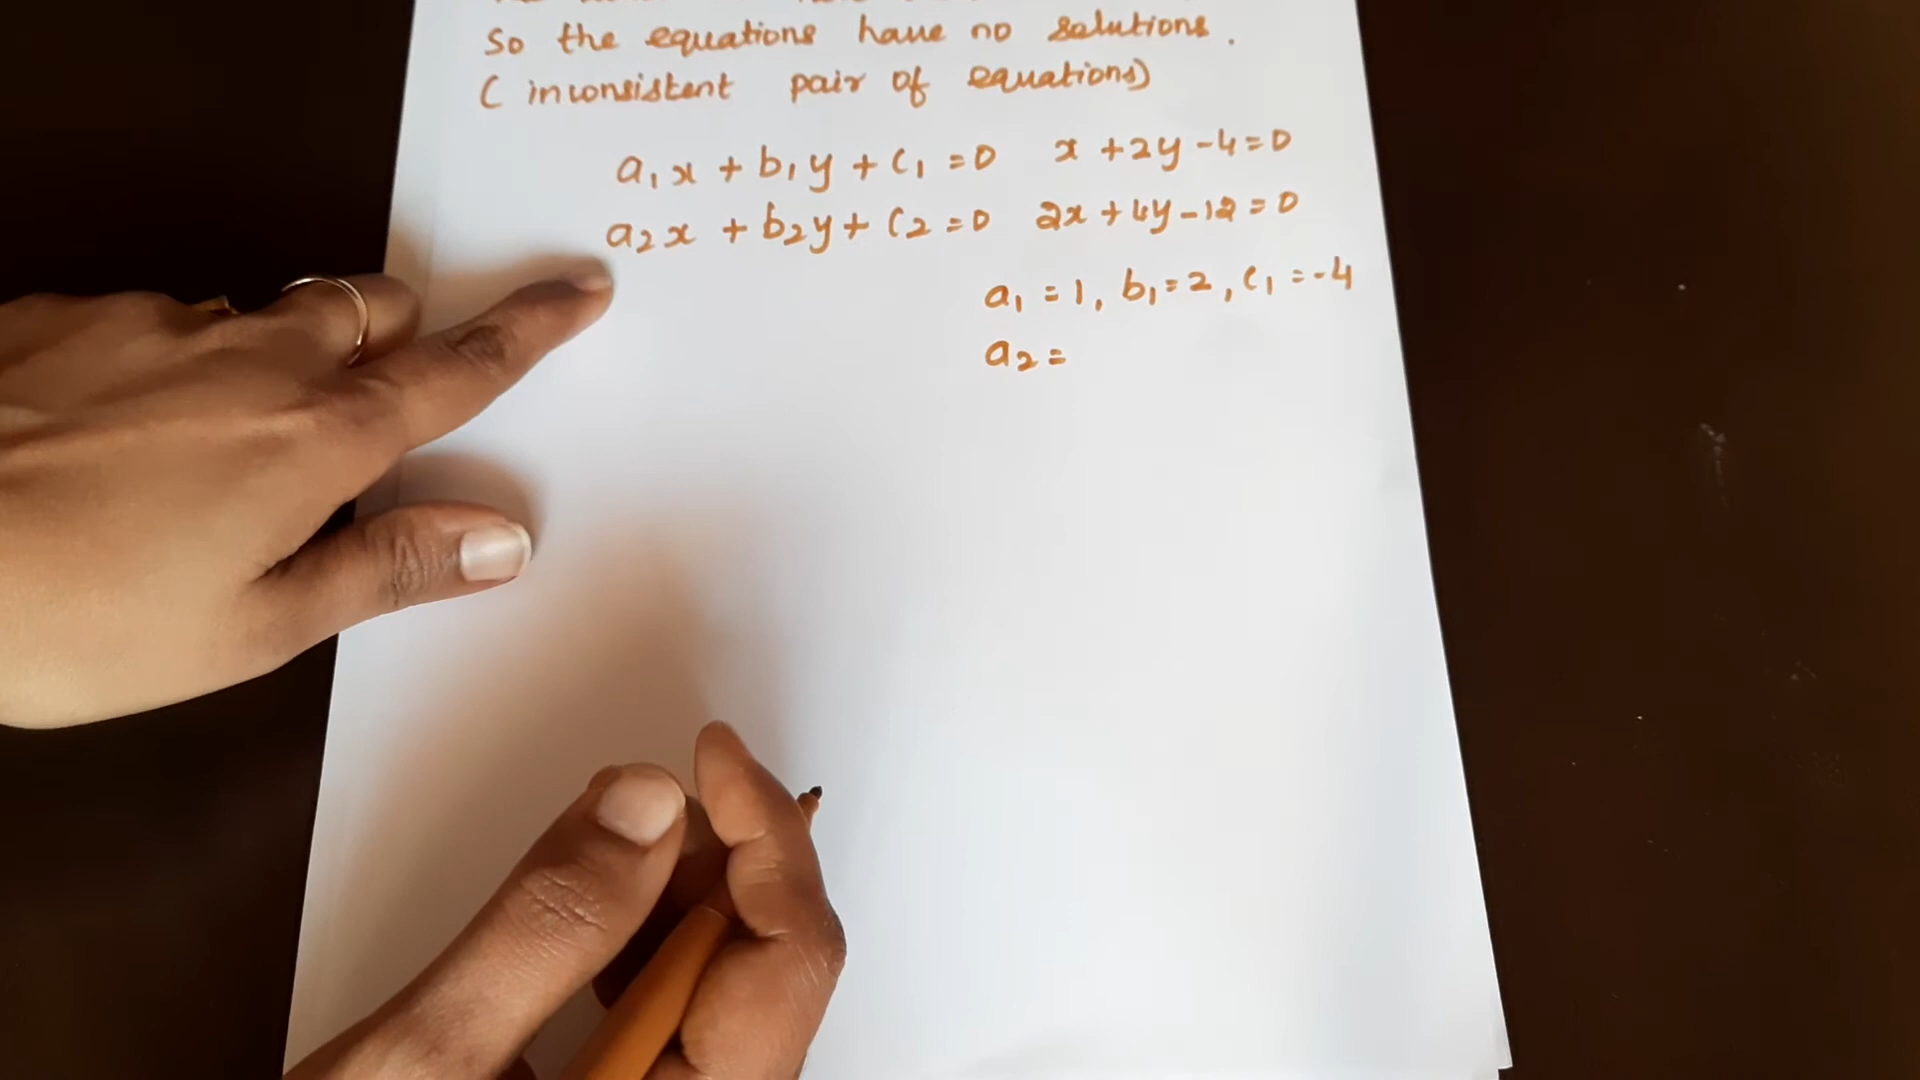 So the equations have no solutions.
(inconsistent pair of equations)
a₁x + b₁y + c₁ = 0 x + 2y - 4 = 0
a₂x + b₂y + c₂ = 0 2x + 4y - 12 = 0
a₁ = 1, b₁ = 2, c₁ = -4
a₂ =